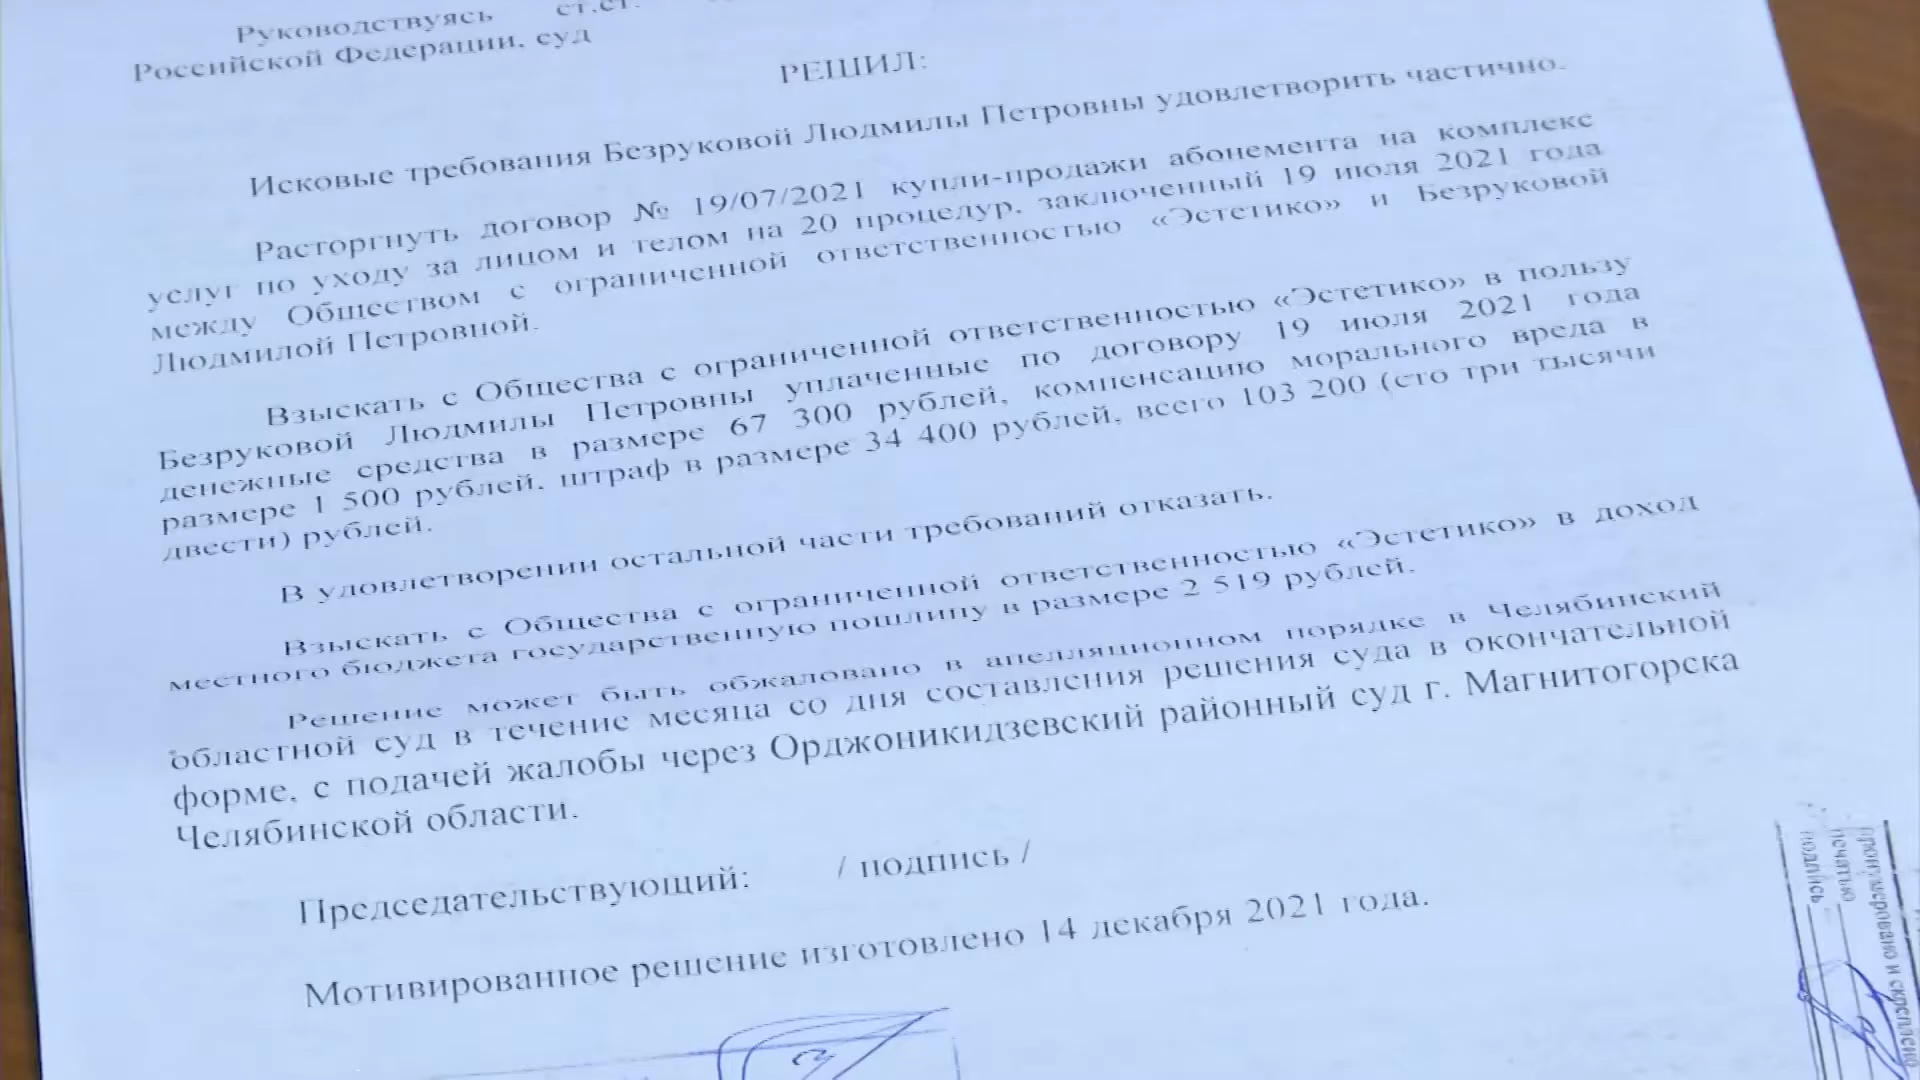 Руководствуясь ст.ст.
Российской Федерации, суд
РЕШИЛ:
Исковые требования Безруковой Людмилы Петровны удовлетворить частично.
Расторгнуть договор № 19/07/2021 купли-продажи абонемента на комплекс
услуг по уходу за лицом и телом на 20 процедур, заключенный 19 июля 2021 года
между Обществом с ограниченной ответственностью «Эстетико» и Безруковой
Людмилой Петровной.
Взыскать с Общества с ограниченной ответственностью «Эстетико» в пользу
Безруковой Людмилы Петровны уплаченные по договору 19 июля 2021 года
денежные средства в размере 67 300 рублей, компенсацию морального вреда в
размере 1 500 рублей, штраф в размере 34 400 рублей, всего 103 200 (сто три тысячи
двести) рублей.
В удовлетворении остальной части требований отказать.
Взыскать с Общества с ограниченной ответственностью «Эстетико» в доход
местного бюджета государственную пошлину в размере 2 519 рублей.
Решение может быть обжаловано в апелляционном порядке в Челябинский
областной суд в течение месяца со дня составления решения суда в окончательной
форме, с подачей жалобы через Орджоникидзевский районный суд г. Магнитогорска
Челябинской области.
Председательствующий: / подпись /
Мотивированное решение изготовлено 14 декабря 2021 года.
пронумеровано и скреплено
печатью
подпись